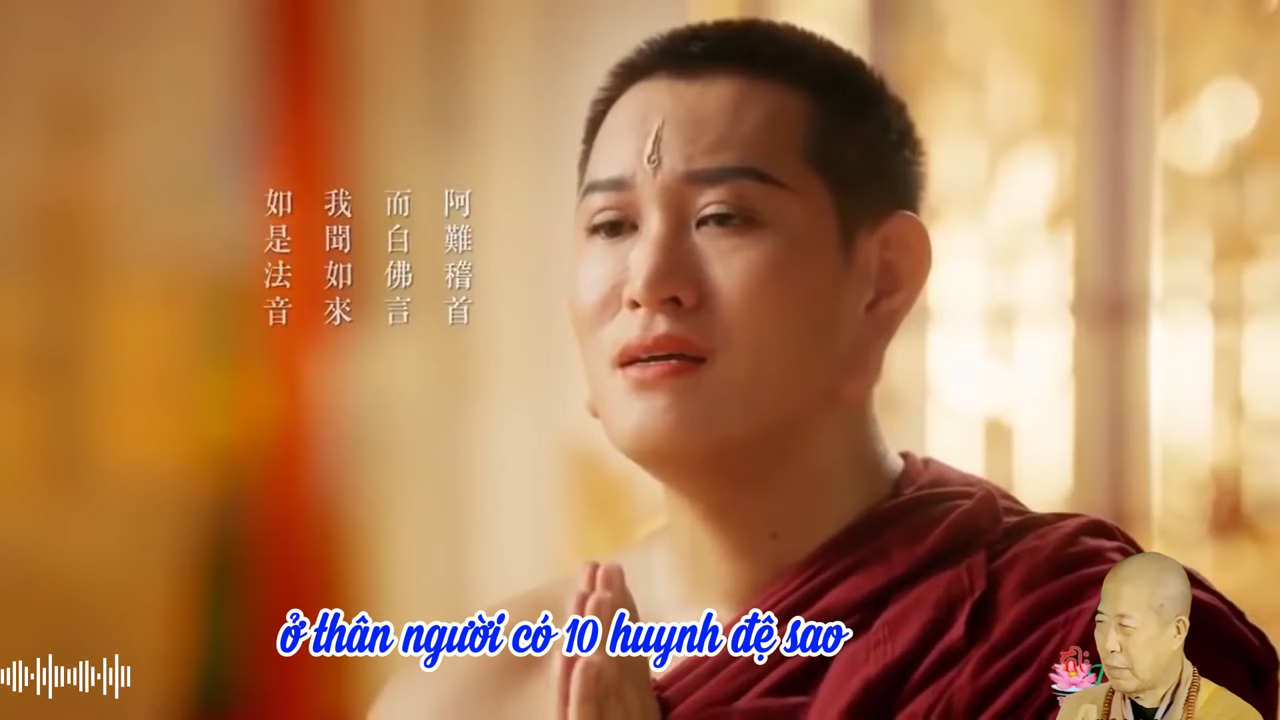 阿難稽首
而白佛言
我聞如來
如是法音
ở thân người có 10 huynh đệ sao